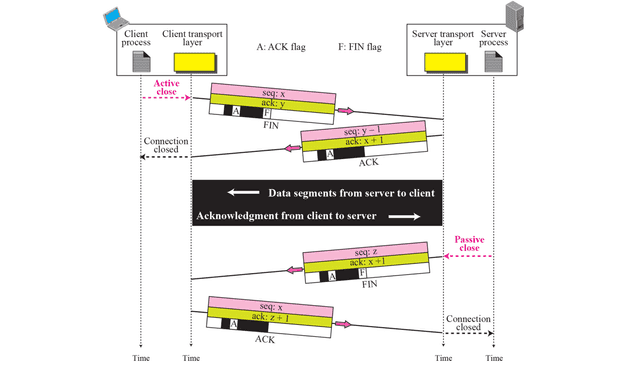 Client process
Client transport layer
A: ACK flag
F: FIN flag
Server transport layer
Server process
Active close
seq: x
ack: y
A
F
FIN
seq: y – 1
ack: x + 1
A
ACK
Connection closed
Data segments from server to client
Acknowledgment from client to server
Passive close
seq: z
ack: x +1
A
F
FIN
seq: x
ack: z + 1
A
ACK
Connection closed
Time
Time
Time
Time